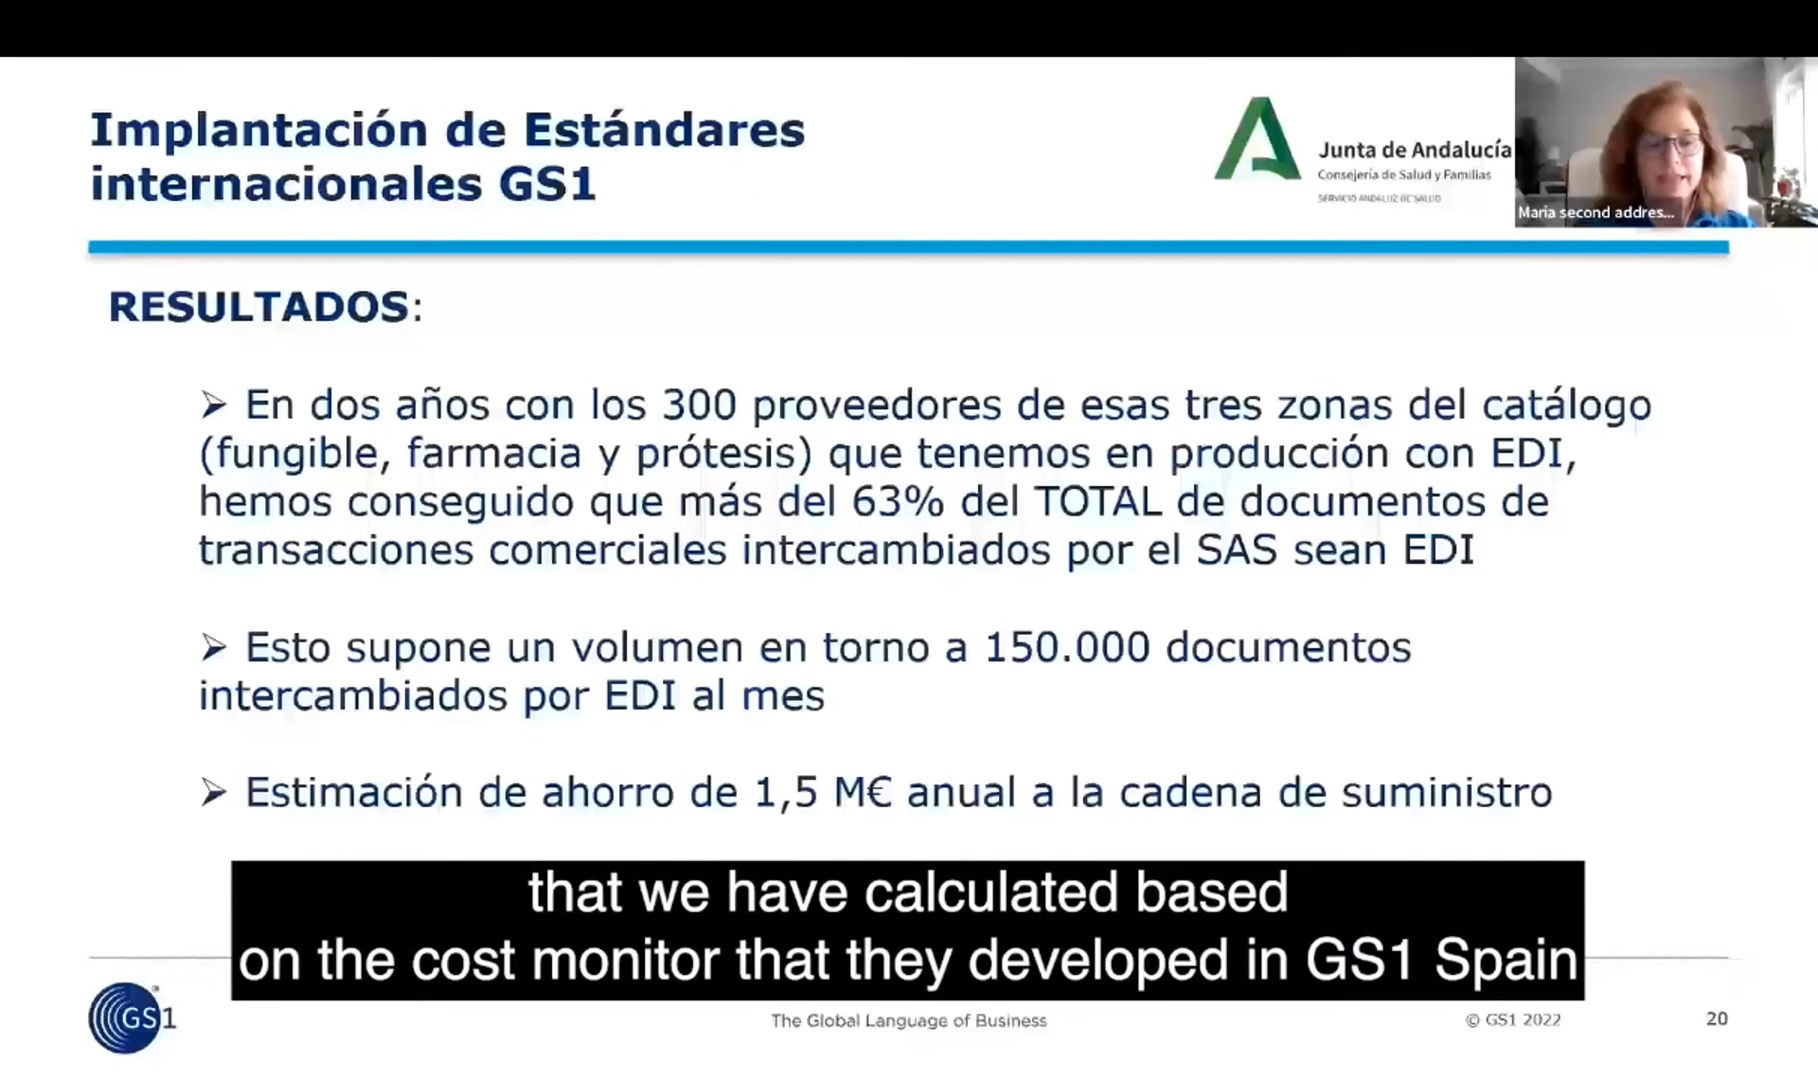 Implantación de Estándares
internacionales GS1
Junta de Andalucía
Consejería de Salud y Familias
SERVICIO ANDALUZ DE SALUD
Maria second addres...
RESULTADOS:
➢ En dos años con los 300 proveedores de esas tres zonas del catálogo
(fungible, farmacia y prótesis) que tenemos en producción con EDI,
hemos conseguido que más del 63% del TOTAL de documentos de
transacciones comerciales intercambiados por el SAS sean EDI
➢ Esto supone un volumen en torno a 150.000 documentos
intercambiados por EDI al mes
➢ Estimación de ahorro de 1,5 M€ anual a la cadena de suministro
that we have calculated based
on the cost monitor that they developed in GS1 Spain
GS1
The Global Language of Business
© GS1 2022
20